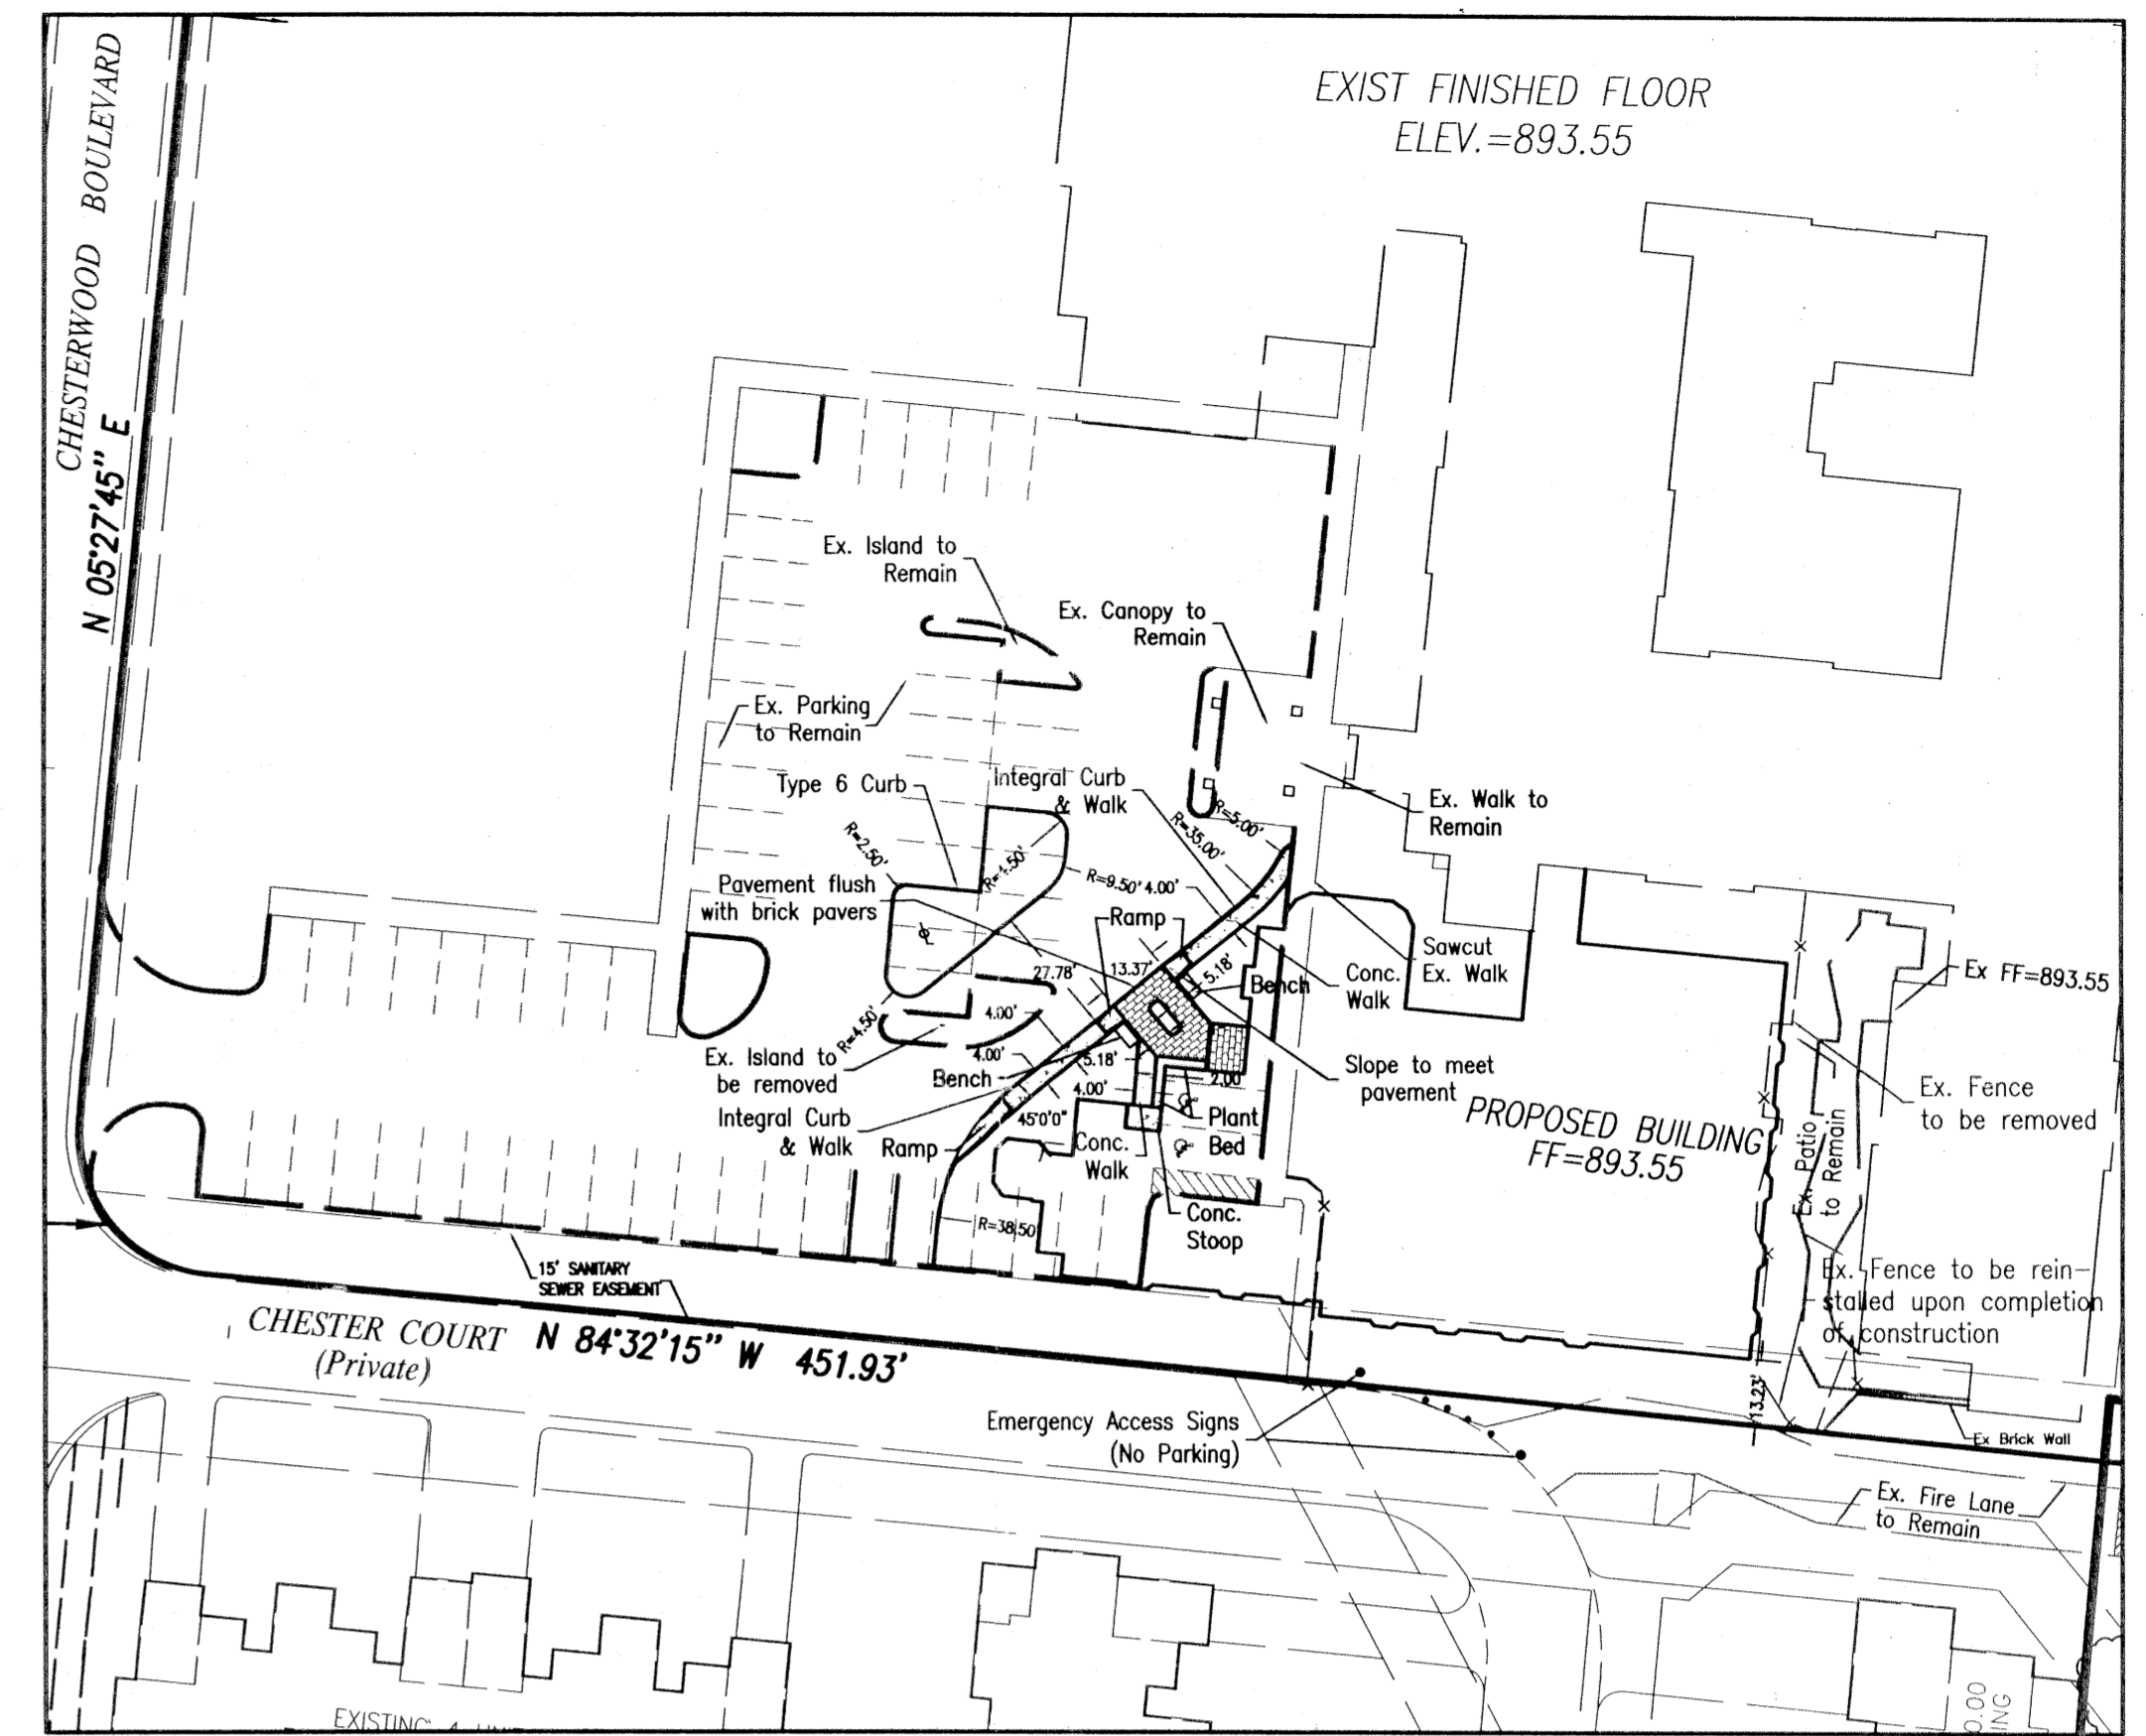 EXIST FINISHED FLOOR
ELEV.=893.55
CHESTERWOOD BOULEVARD
N 05°27'45" E
Ex. Island to
Remain
Ex. Canopy to
Remain
Ex. Parking
to Remain
Type 6 Curb
Integral Curb
& Walk
Ex. Walk to
Remain
R=5.00'
R=35.00'
R=2.50'
R=4.50'
R=9.50'
4.00'
Pavement flush
with brick pavers
Ramp
Sawcut
Ex. Walk
Conc.
Walk
27.78'
13.37'
5.18'
Bench
Ex FF=893.55
R=4.50'
4.00'
Ex. Island to
be removed
4.00'
5.18'
Bench
4.00'
2.00'
Slope to meet
pavement
Ex. Fence
to be removed
Integral Curb
& Walk
Ramp
45°0'0"
Conc.
Walk
Plant
Bed
PROPOSED BUILDING
FF=893.55
Ex. Patio
to Remain
Conc.
Stoop
R=38.50
15' SANITARY
SEWER EASEMENT
Ex. Fence to be rein-
stalled upon completion
of construction
CHESTER COURT
(Private)
N 84°32'15" W 451.93'
13.23'
Emergency Access Signs
(No Parking)
Ex Brick Wall
Ex. Fire Lane
to Remain
EXISTING
0.00
ING